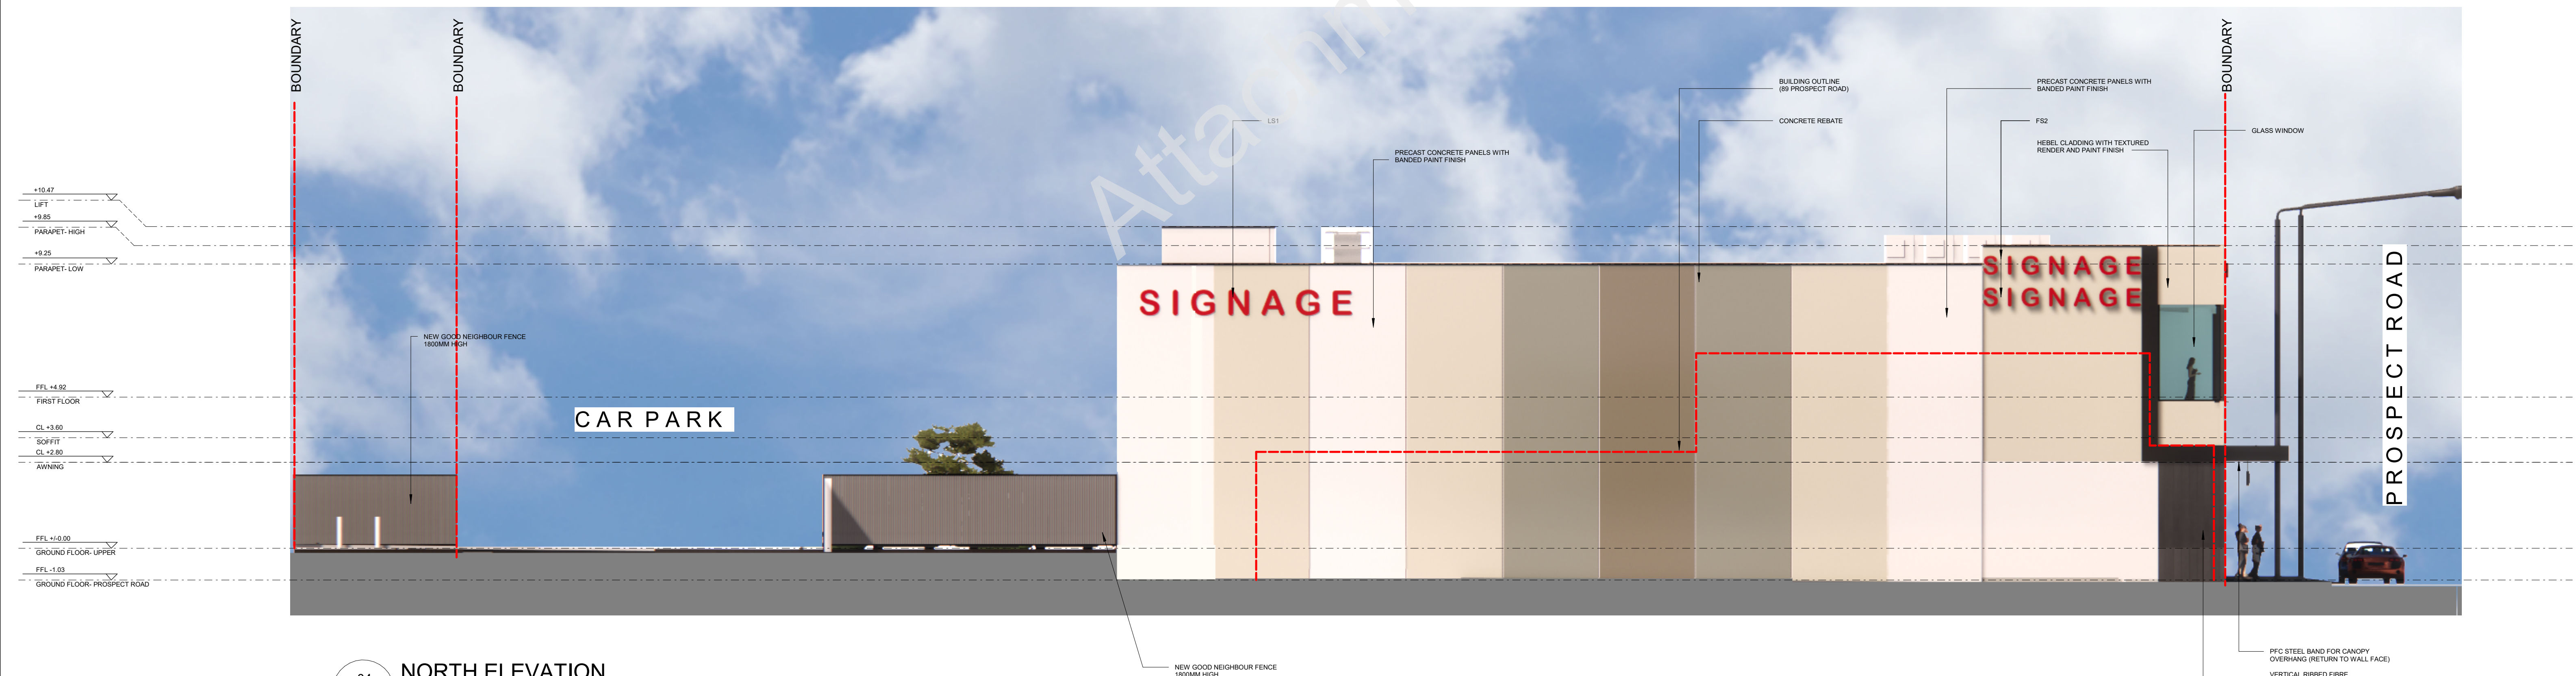 BOUNDARY
BOUNDARY
BOUNDARY
BUILDING OUTLINE
(89 PROSPECT ROAD)
PRECAST CONCRETE PANELS WITH
BANDED PAINT FINISH
LS1
CONCRETE REBATE
FS2
GLASS WINDOW
PRECAST CONCRETE PANELS WITH
BANDED PAINT FINISH
HEBEL CLADDING WITH TEXTURED
RENDER AND PAINT FINISH
+10.47
LIFT
+9.85
PARAPET- HIGH
+9.25
PARAPET- LOW
SIGNAGE
SIGNAGE
SIGNAGE
PROSPECT ROAD
NEW GOOD NEIGHBOUR FENCE
1800MM HIGH
FFL +4.92
FIRST FLOOR
CAR PARK
CL +3.60
SOFFIT
CL +2.80
AWNING
FFL +/-0.00
GROUND FLOOR- UPPER
FFL -1.03
GROUND FLOOR- PROSPECT ROAD
NORTH ELEVATION
NEW GOOD NEIGHBOUR FENCE
1800MM HIGH
PFC STEEL BAND FOR CANOPY
OVERHANG (RETURN TO WALL FACE)
VERTICAL RIBBED FIBRE